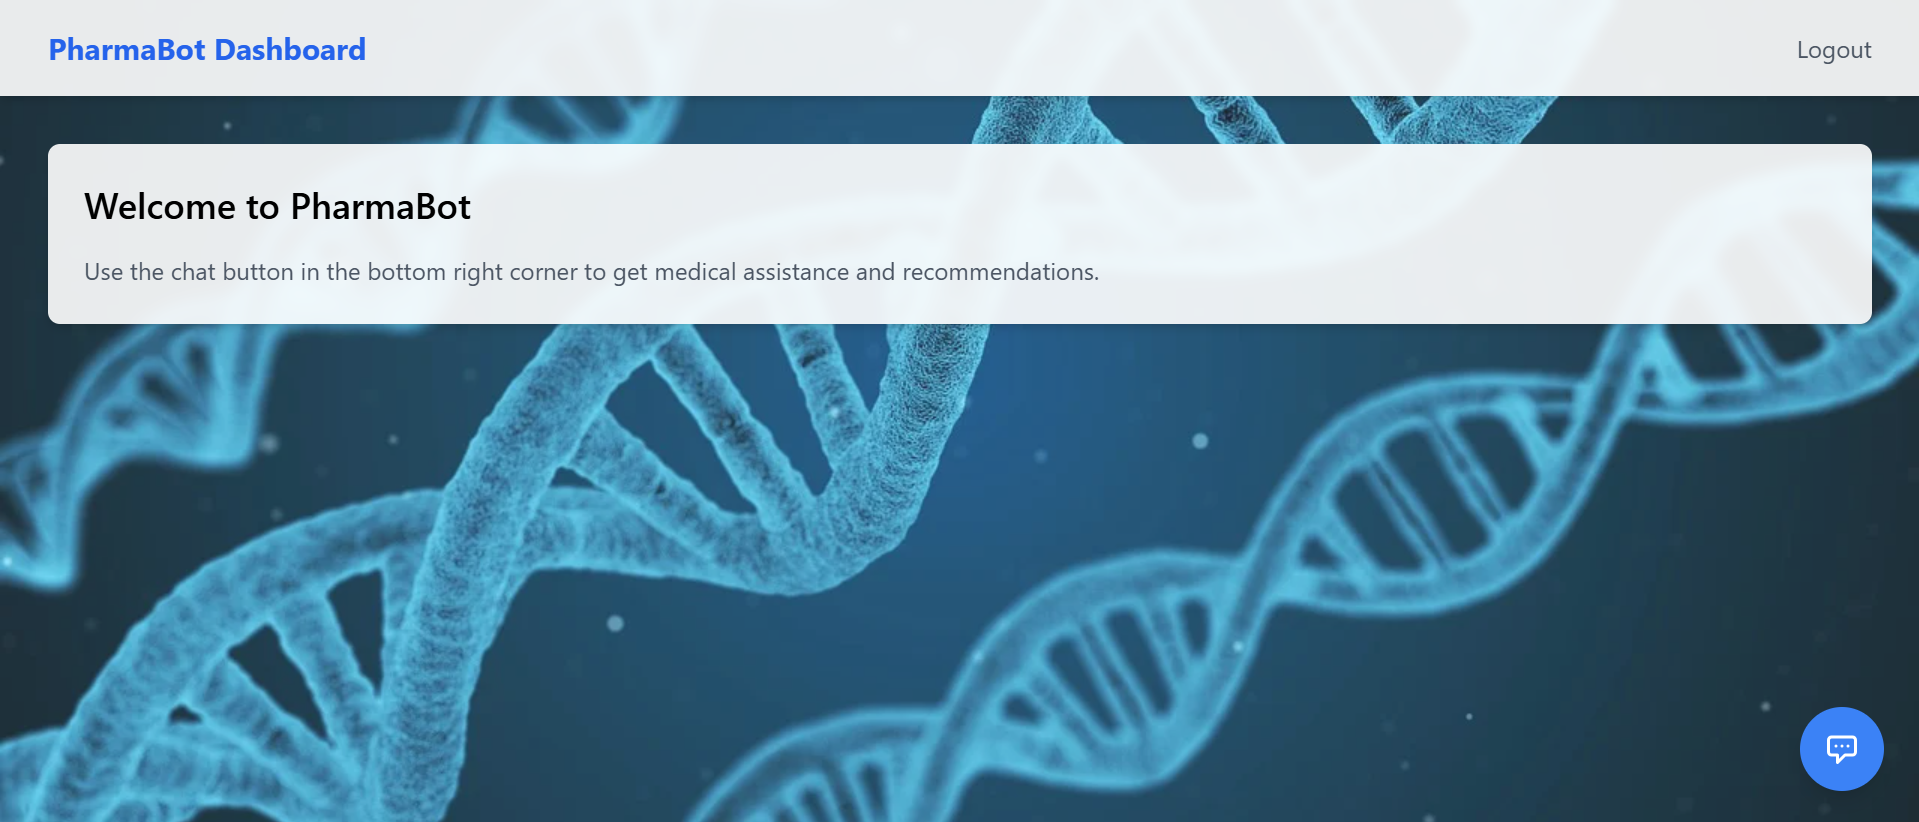 PharmaBot Dashboard
Logout
Welcome to PharmaBot
Use the chat button in the bottom right corner to get medical assistance and recommendations.